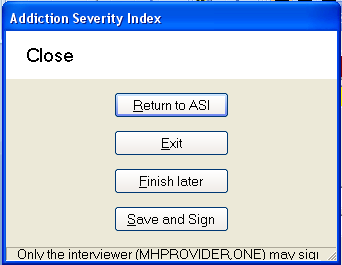 Addiction Severity Index
Close
Return to ASI
Exit
Finish later
Save and Sign
Only the interviewer (MHPROVIDER,ONE) may